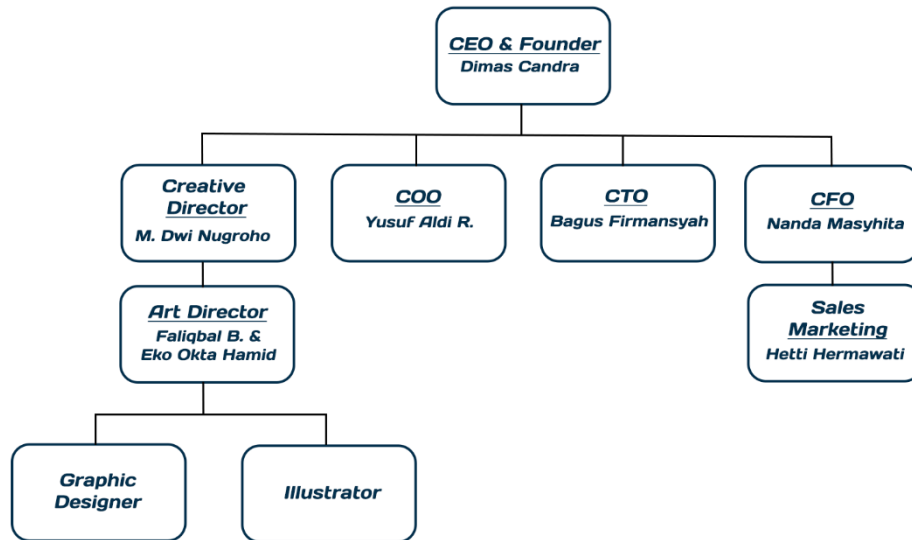 CEO & Founder
Dimas Candra
Creative
Director
M. Dwi Nugroho
COO
Yusuf Aldi R.
CTO
Bagus Firmansyah
CFO
Nanda Masyhita
Art Director
Faliqbal B. &
Eko Okta Hamid
Sales
Marketing
Hetti Hermawati
Graphic
Designer
Illustrator